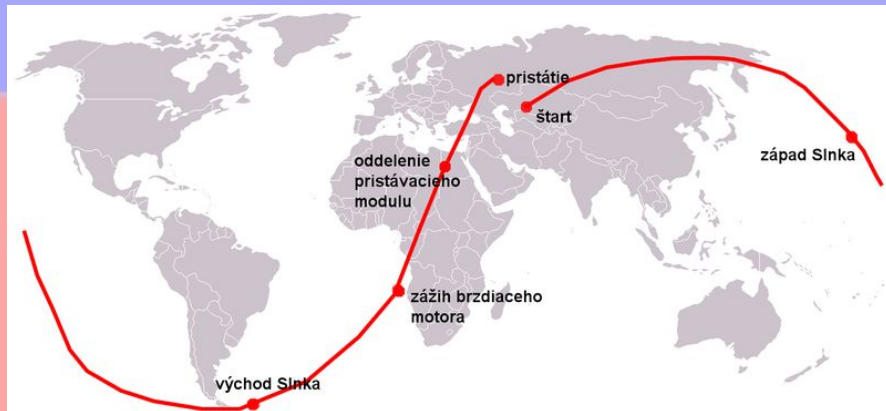 pristátie
štart
západ Slnka
oddelenie
pristávacieho
modulu
zážih brzdiaceho
motora
východ Slnka